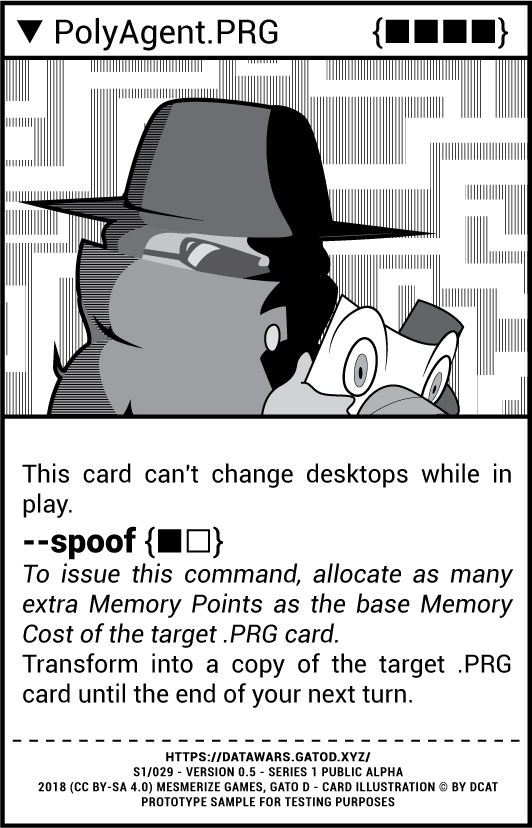 ▼ PolyAgent.PRG {■■■■}
This card can't change desktops while in
play.
--spoof {■□}
To issue this command, allocate as many
extra Memory Points as the base Memory
Cost of the target .PRG card.
Transform into a copy of the target .PRG
card until the end of your next turn.
HTTPS://DATAWARS.GATOD.XYZ/
S1/029 - VERSION 0.5 - SERIES 1 PUBLIC ALPHA
2018 (CC BY-SA 4.0) MESMERIZE GAMES, GATO D - CARD ILLUSTRATION © BY DCAT
PROTOTYPE SAMPLE FOR TESTING PURPOSES